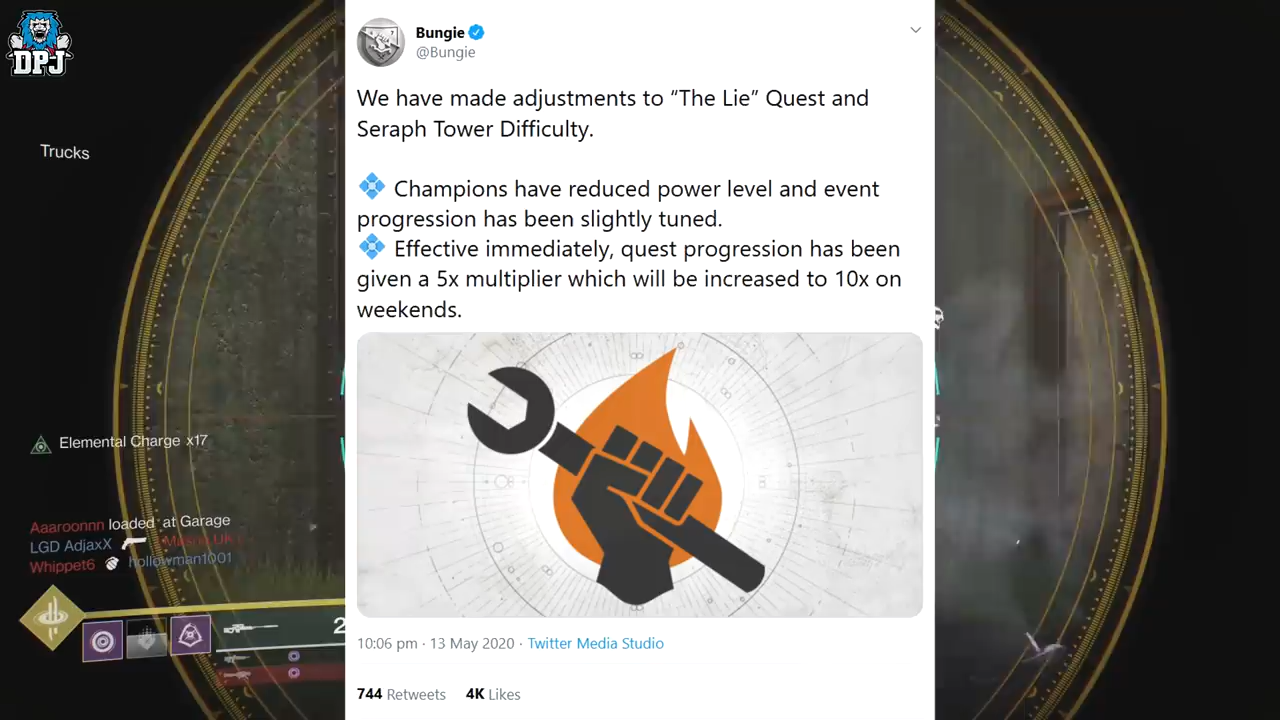 DPJ
Bungie
@Bungie
We have made adjustments to “The Lie” Quest and
Seraph Tower Difficulty.
Champions have reduced power level and event
progression has been slightly tuned.
Effective immediately, quest progression has been
given a 5x multiplier which will be increased to 10x on
weekends.
10:06 pm · 13 May 2020 · Twitter Media Studio
744 Retweets 4K Likes
Trucks
Elemental Charge x17
Aaaroonnn loaded at Garage
LGD AdjaxX
Whippet6 hollowman1001
2